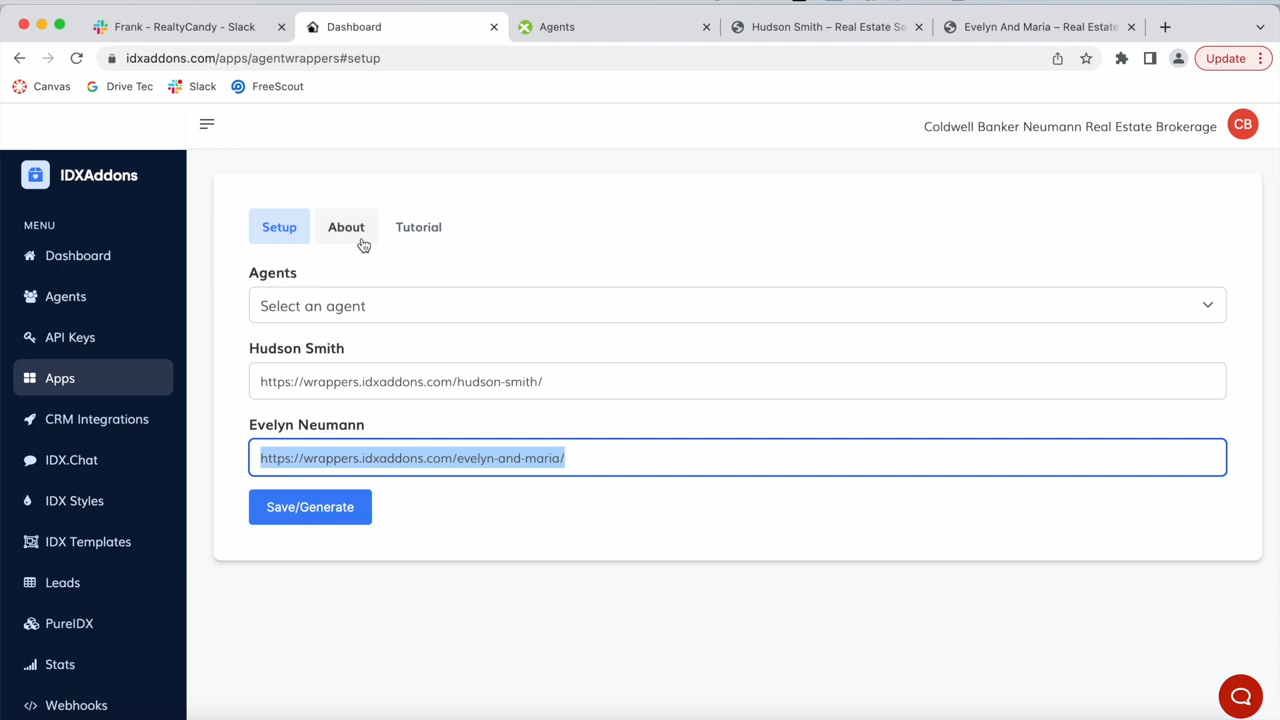 Frank - RealtyCandy - Slack
Dashboard
Agents
Hudson Smith – Real Estate Se
Evelyn And Maria – Real Estate
idxaddons.com/apps/agentwrappers#setup
Update
Canvas
Drive Tec
Slack
FreeScout
Coldwell Banker Neumann Real Estate Brokerage
CB
IDXAddons
MENU
Dashboard
Agents
API Keys
Apps
CRM Integrations
IDX.Chat
IDX Styles
IDX Templates
Leads
PureIDX
Stats
Webhooks
Setup
About
Tutorial
Agents
Select an agent
Hudson Smith
https://wrappers.idxaddons.com/hudson-smith/
Evelyn Neumann
https://wrappers.idxaddons.com/evelyn-and-maria/
Save/Generate